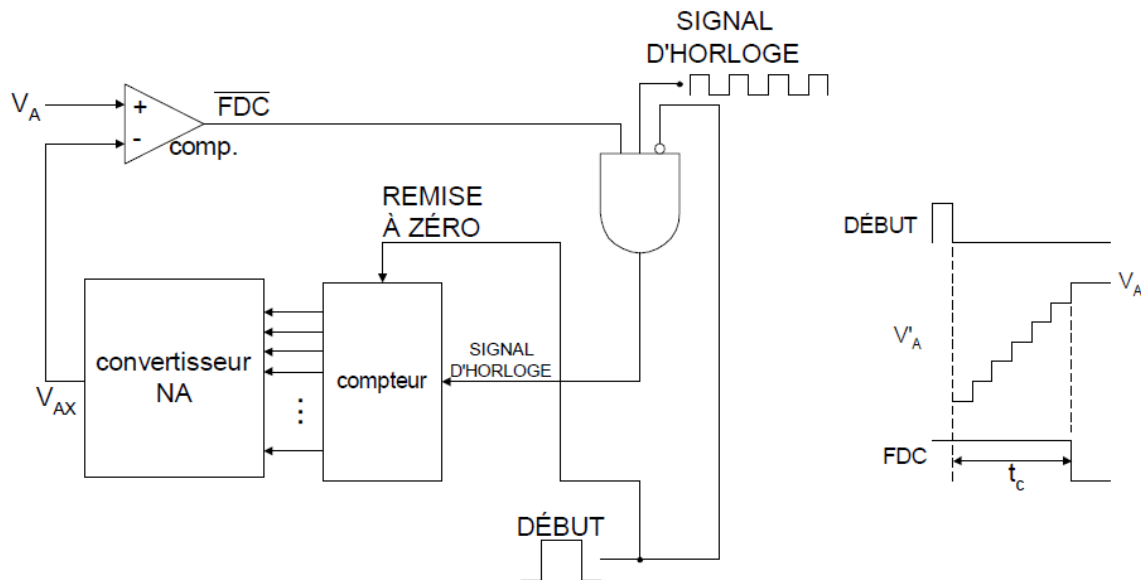 SIGNAL
D'HORLOGE
V_A
+
-
comp.
FDC
REMISE
À ZÉRO
convertisseur
NA
V_AX
compteur
SIGNAL
D'HORLOGE
DÉBUT
DÉBUT
V_A
V'_A
FDC
t_c